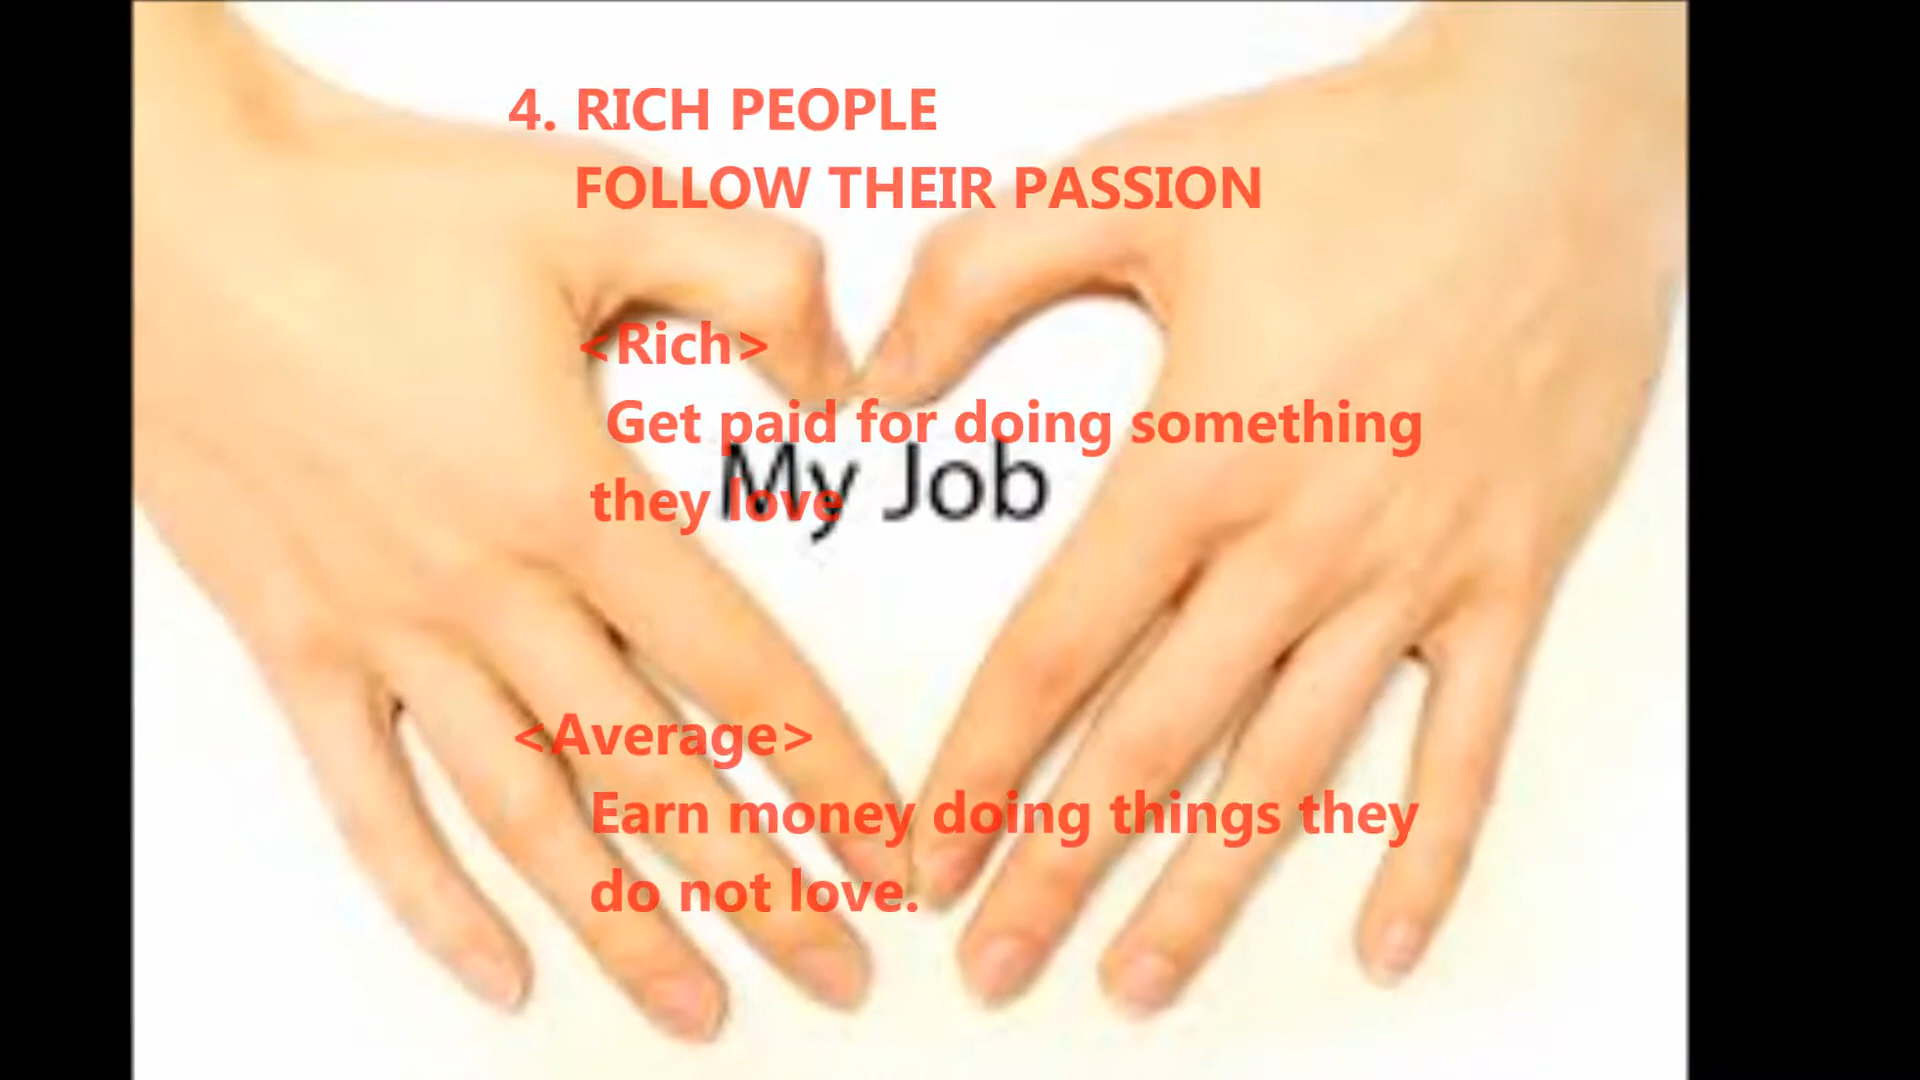 4. RICH PEOPLE
FOLLOW THEIR PASSION
<Rich>
Get paid for doing something
they love
My Job
<Average>
Earn money doing things they
do not love.